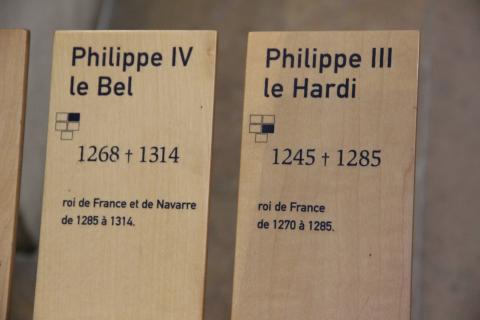 Philippe IV
le Bel
1268 † 1314
roi de France et de Navarre
de 1285 à 1314.
Philippe III
le Hardi
1245 † 1285
roi de France
de 1270 à 1285.